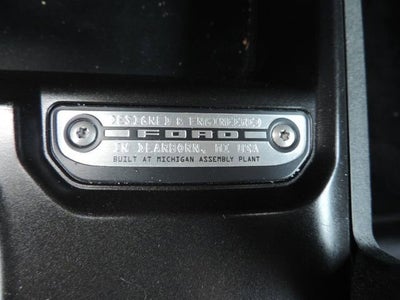 DESIGNED & ENGINEERED
FORD
IN DEARBORN, MI USA
BUILT AT MICHIGAN ASSEMBLY PLANT